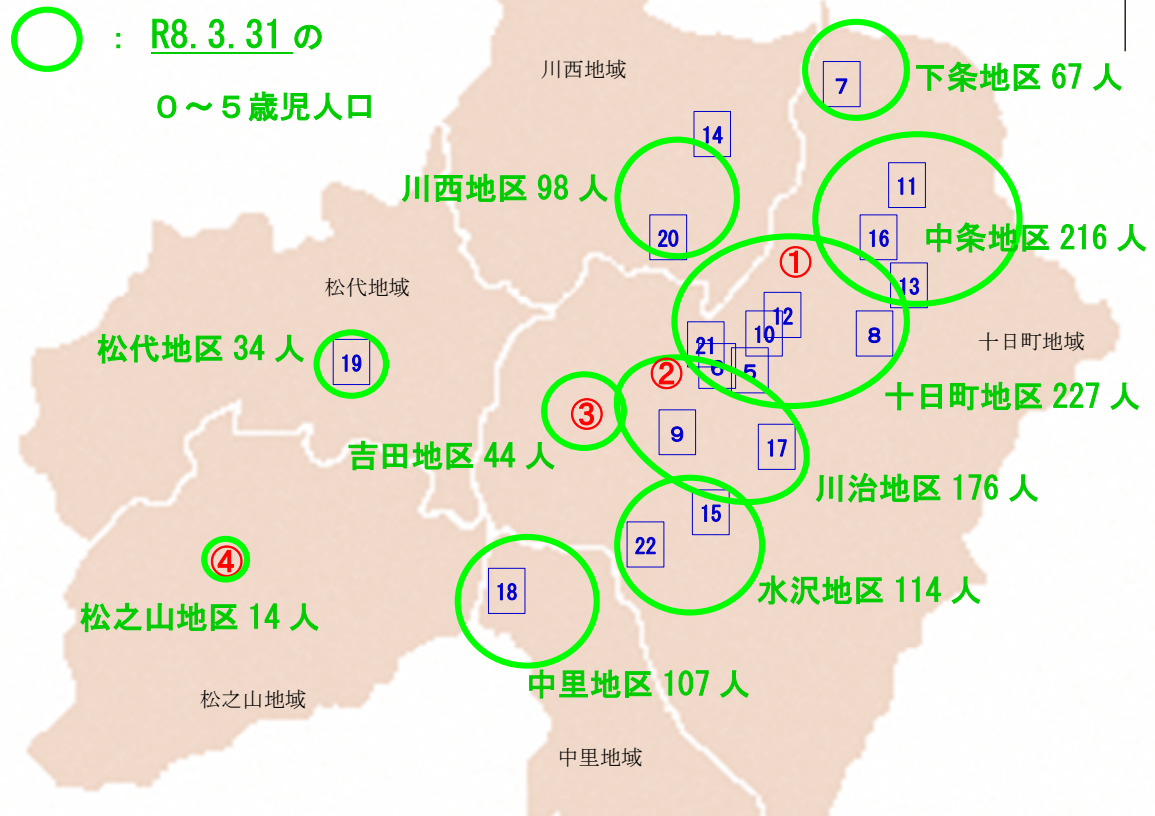 ： R8.3.31の
０～５歳児人口
川西地域
7
下条地区 67 人
14
11
川西地区 98 人
20
16
中条地区 216 人
①
13
松代地域
12
10
8
十日町地域
21
松代地区 34 人
19
6
5
②
十日町地区 227 人
③
9
17
吉田地区 44 人
川治地区 176 人
15
22
④
18
水沢地区 114 人
松之山地区 14 人
中里地区 107 人
松之山地域
中里地域